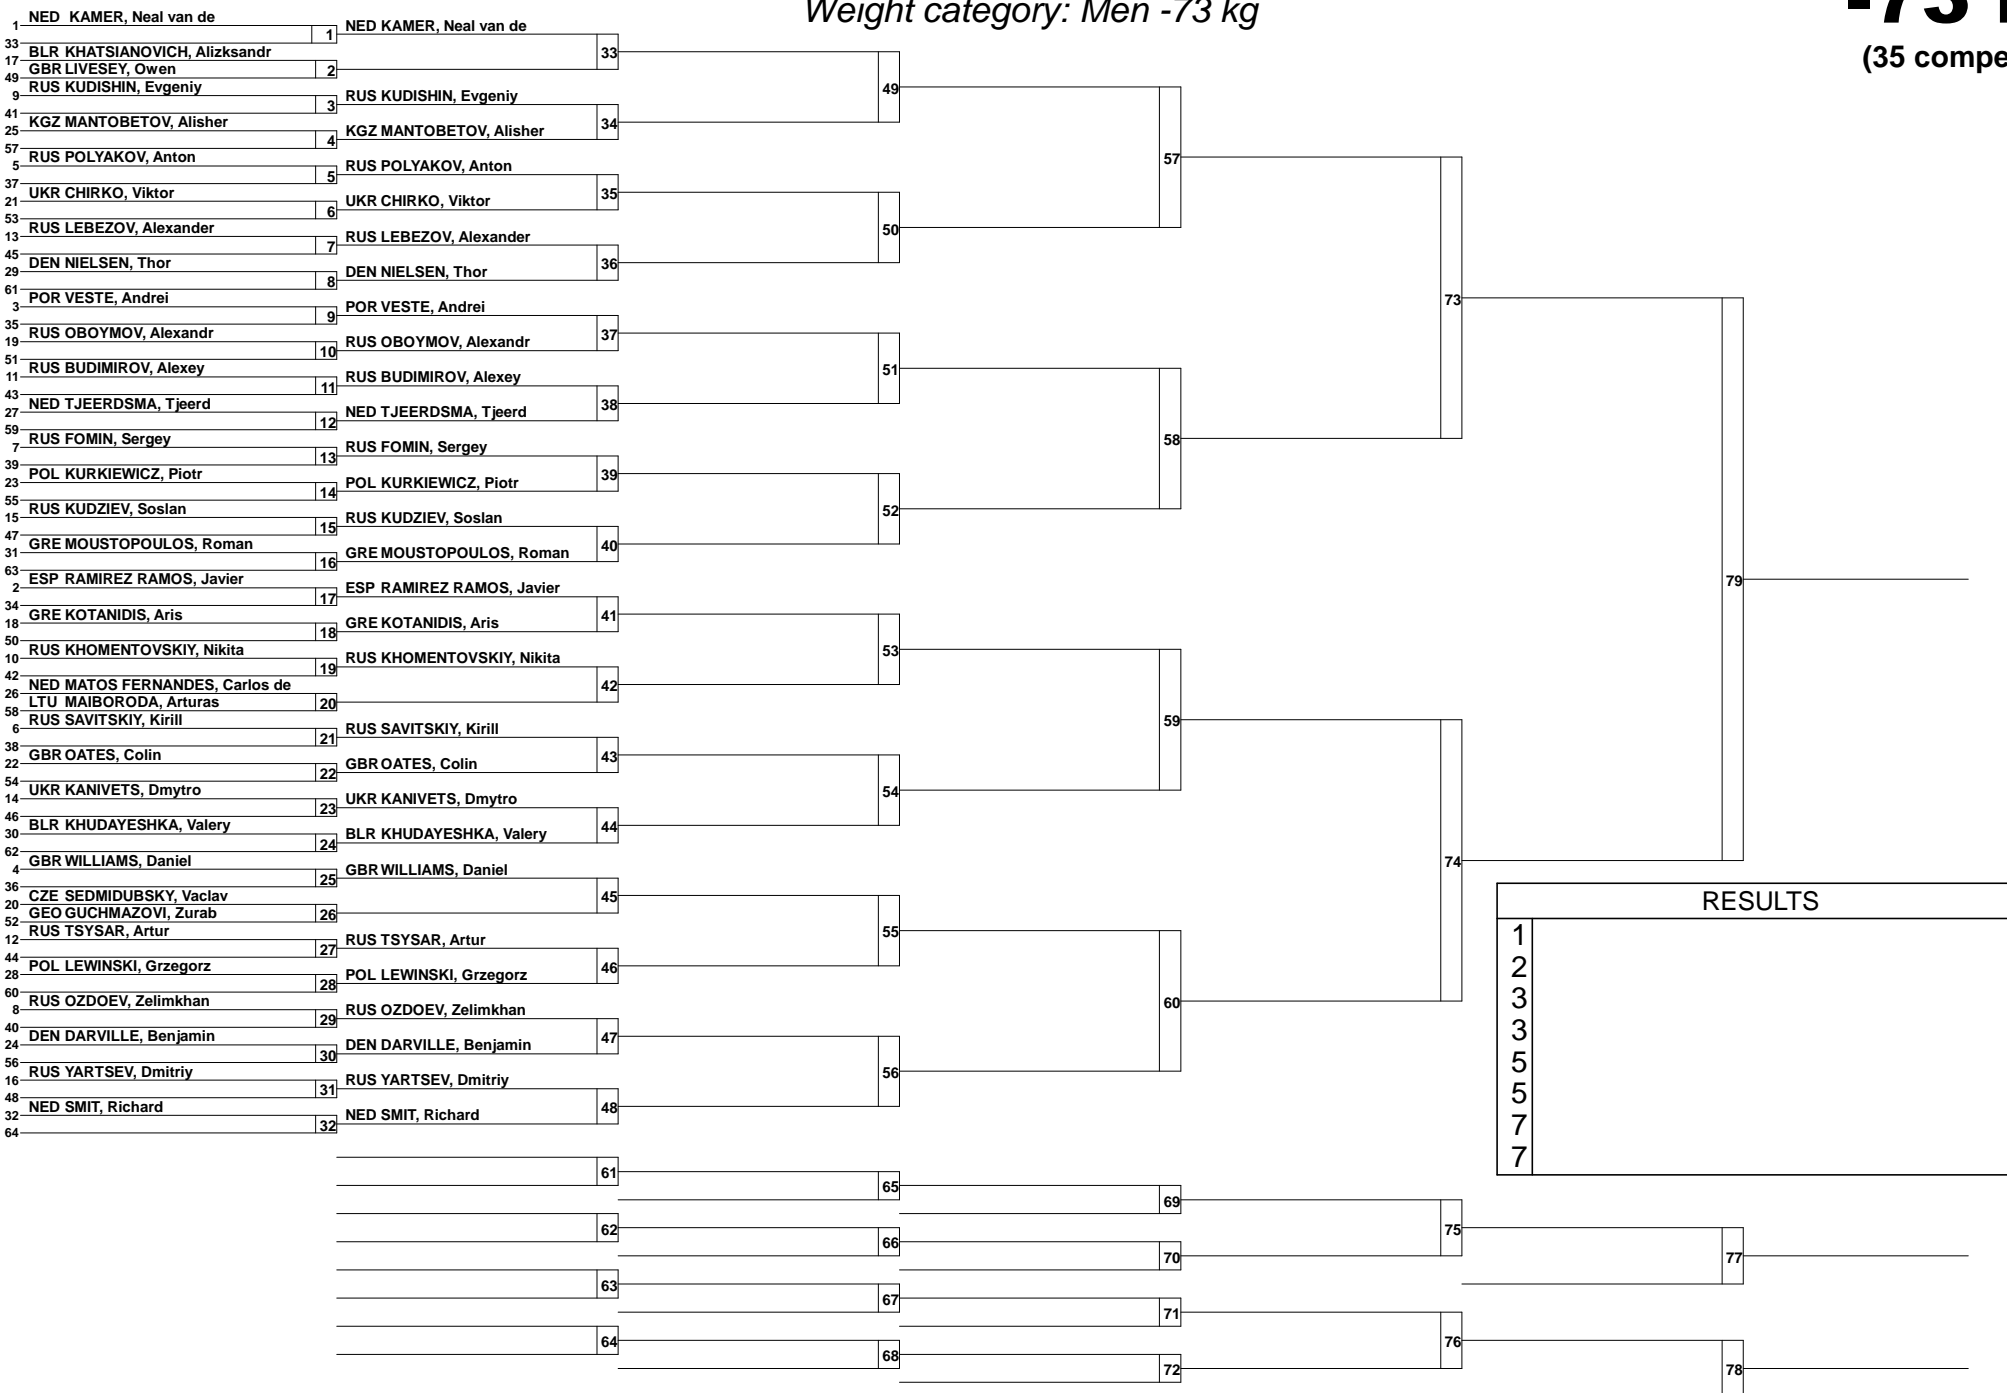 Weight category: Men -73 kg
-73
(35 compe
1 NED KAMER, Neal van de
33
17 BLR KHATSIANOVICH, Alizksandr
49 GBR LIVESEY, Owen
9 RUS KUDISHIN, Evgeniy
41
25 KGZ MANTOBETOV, Alisher
57
5 RUS POLYAKOV, Anton
37
21 UKR CHIRKO, Viktor
53
13 RUS LEBEZOV, Alexander
45
29 DEN NIELSEN, Thor
61
3 POR VESTE, Andrei
35
19 RUS OBOYMOV, Alexandr
51
11 RUS BUDIMIROV, Alexey
43
27 NED TJEERDSMA, Tjeerd
59
7 RUS FOMIN, Sergey
39
23 POL KURKIEWICZ, Piotr
55
15 RUS KUDZIEV, Soslan
47
31 GRE MOUSTOPOULOS, Roman
63
2 ESP RAMIREZ RAMOS, Javier
34
18 GRE KOTANIDIS, Aris
50
10 RUS KHOMENTOVSKIY, Nikita
42
26 NED MATOS FERNANDES, Carlos de
58 LTU MAIBORODA, Arturas
6 RUS SAVITSKIY, Kirill
38
22 GBR OATES, Colin
54
14 UKR KANIVETS, Dmytro
46
30 BLR KHUDAYESHKA, Valery
62
4 GBR WILLIAMS, Daniel
36
20 CZE SEDMIDUBSKY, Vaclav
52 GEO GUCHMAZOVI, Zurab
12 RUS TSYSAR, Artur
44
28 POL LEWINSKI, Grzegorz
60
8 RUS OZDOEV, Zelimkhan
40
24 DEN DARVILLE, Benjamin
56
16 RUS YARTSEV, Dmitriy
48
32 NED SMIT, Richard
64
1 NED KAMER, Neal van de
2
3 RUS KUDISHIN, Evgeniy
4 KGZ MANTOBETOV, Alisher
5 RUS POLYAKOV, Anton
6 UKR CHIRKO, Viktor
7 RUS LEBEZOV, Alexander
8 DEN NIELSEN, Thor
9 POR VESTE, Andrei
10 RUS OBOYMOV, Alexandr
11 RUS BUDIMIROV, Alexey
12 NED TJEERDSMA, Tjeerd
13 RUS FOMIN, Sergey
14 POL KURKIEWICZ, Piotr
15 RUS KUDZIEV, Soslan
16 GRE MOUSTOPOULOS, Roman
17 ESP RAMIREZ RAMOS, Javier
18 GRE KOTANIDIS, Aris
19 RUS KHOMENTOVSKIY, Nikita
20
21 RUS SAVITSKIY, Kirill
22 GBR OATES, Colin
23 UKR KANIVETS, Dmytro
24 BLR KHUDAYESHKA, Valery
25 GBR WILLIAMS, Daniel
26
27 RUS TSYSAR, Artur
28 POL LEWINSKI, Grzegorz
29 RUS OZDOEV, Zelimkhan
30 DEN DARVILLE, Benjamin
31 RUS YARTSEV, Dmitriy
32 NED SMIT, Richard
33
34
35
36
37
38
39
40
41
42
43
44
45
46
47
48
61
62
63
64
49
50
51
52
53
54
55
56
65
66
67
68
57
58
59
60
69
70
71
72
73
74
75
76
79
77
78
RESULTS
1
2
3
3
5
5
7
7